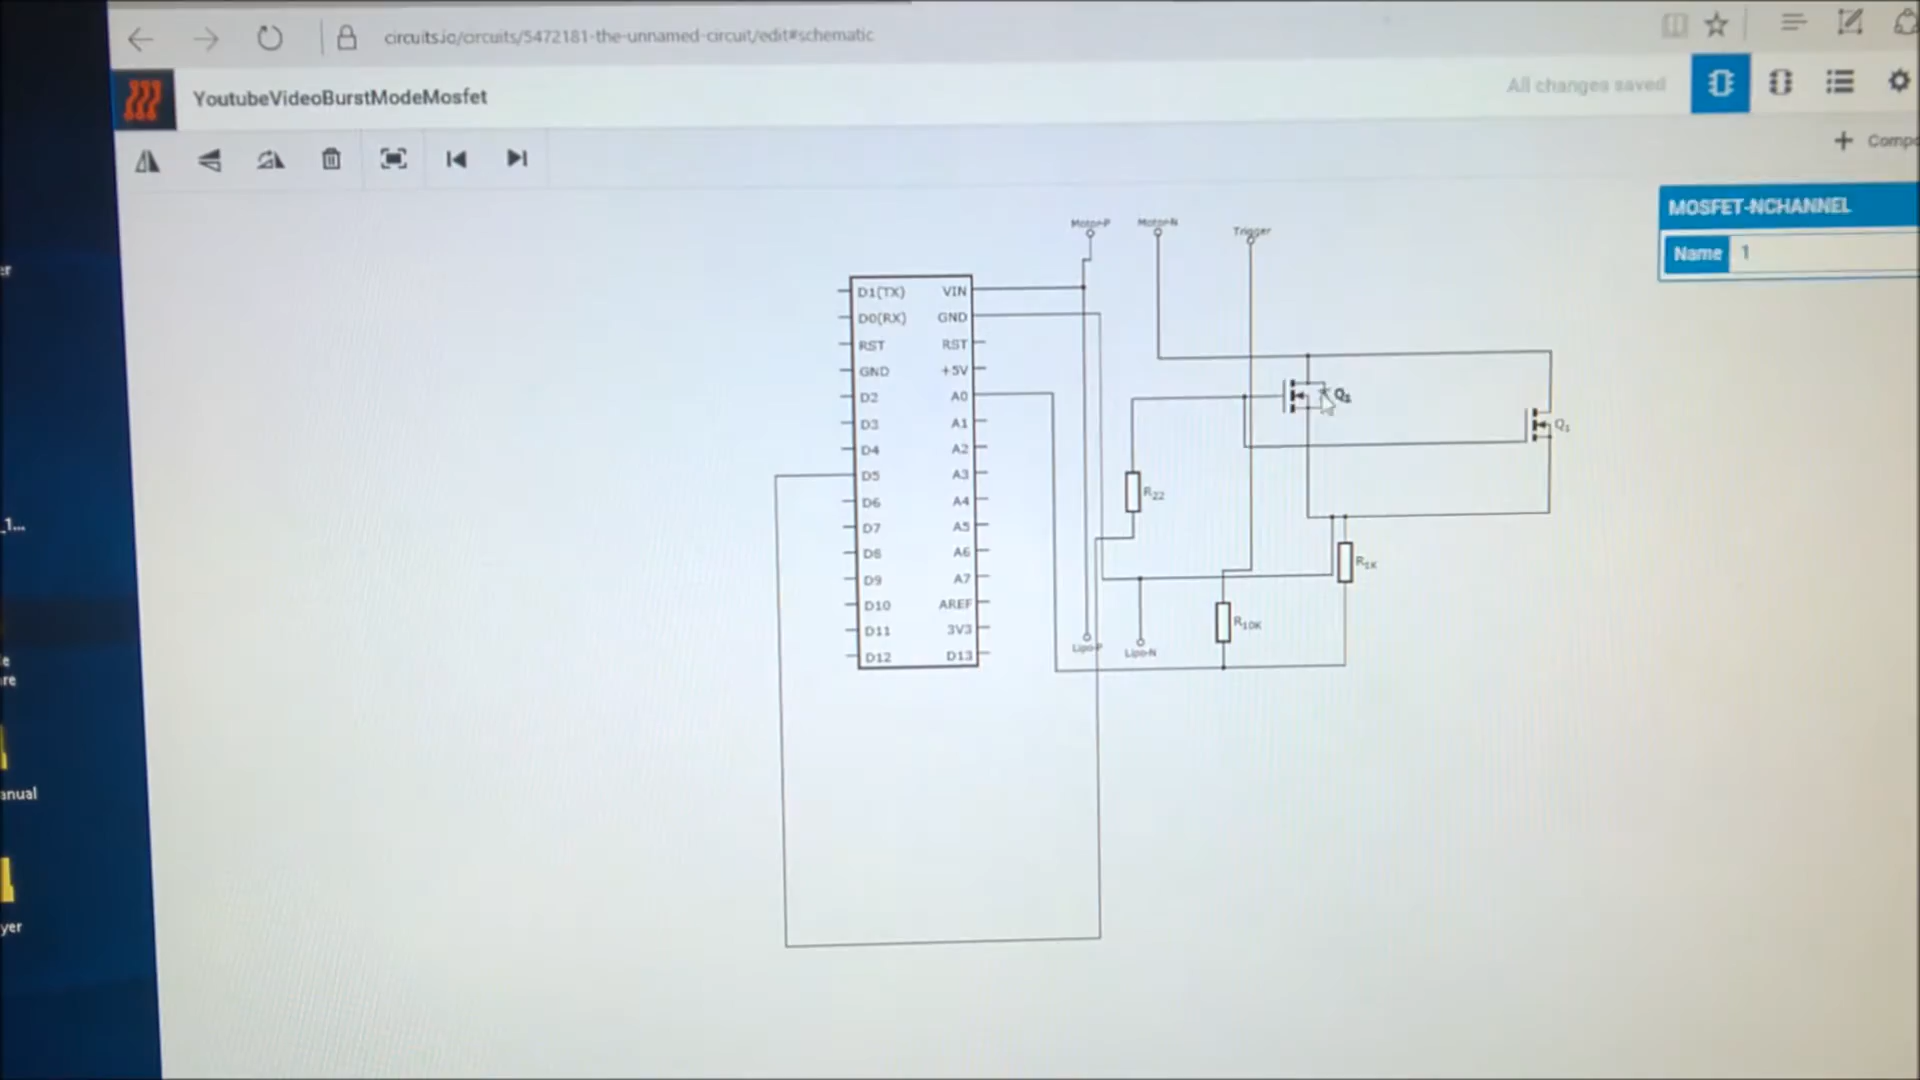 circuits.io/circuits/5472181-the-unnamed-circuit/edit#schematic
YoutubeVideoBurstModeMosfet
All changes saved
MOSFET-NCHANNEL
Name 1
Motor-P
Motor-N
Trigger
D1(TX) VIN
D0(RX) GND
RST RST
GND +5V
D2 A0
D3 A1
D4 A2
D5 A3
D6 A4
D7 A5
D8 A6
D9 A7
D10 AREF
D11 3V3
D12 D13
Q1
Q1
R22
R1K
R10K
Lipo-P
Lipo-N
er
_1...
re
anual
yer